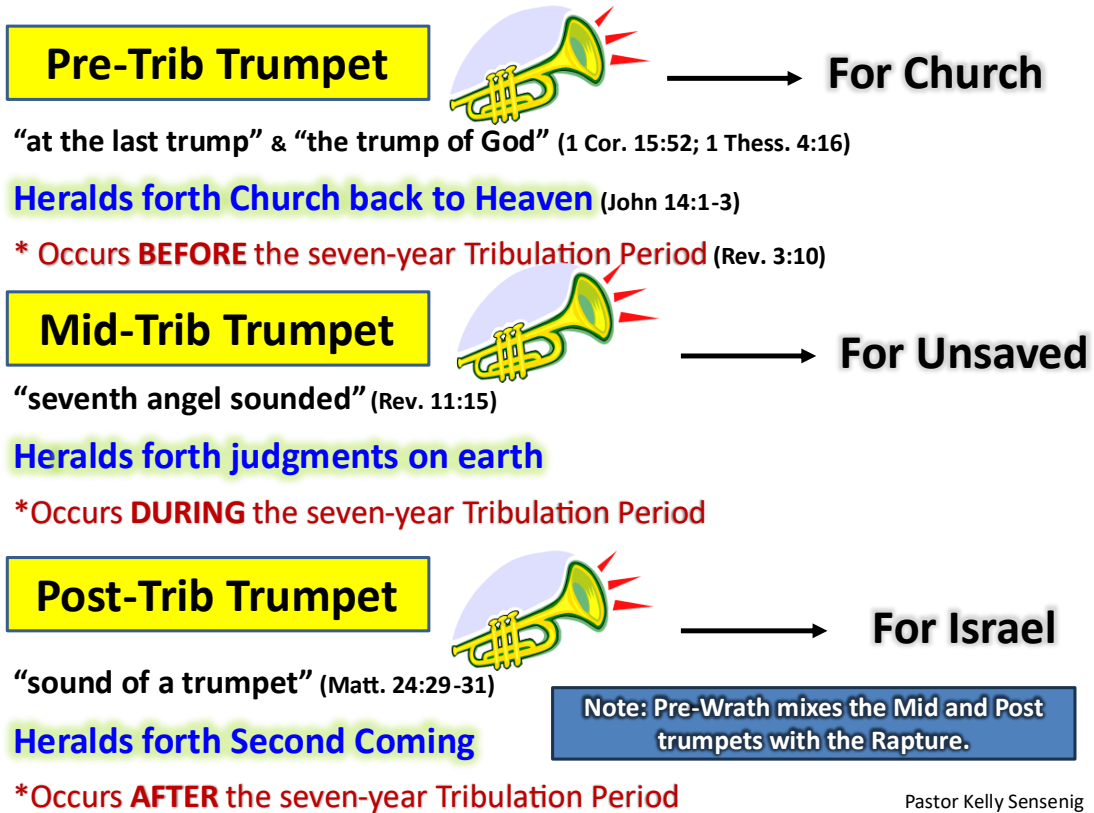 Pre-Trib Trumpet
For Church
“at the last trump” & “the trump of God” (1 Cor. 15:52; 1 Thess. 4:16)
Heralds forth Church back to Heaven (John 14:1-3)
* Occurs BEFORE the seven-year Tribulation Period (Rev. 3:10)
Mid-Trib Trumpet
For Unsaved
“seventh angel sounded” (Rev. 11:15)
Heralds forth judgments on earth
*Occurs DURING the seven-year Tribulation Period
Post-Trib Trumpet
For Israel
“sound of a trumpet” (Matt. 24:29-31)
Note: Pre-Wrath mixes the Mid and Post
trumpets with the Rapture.
Heralds forth Second Coming
*Occurs AFTER the seven-year Tribulation Period
Pastor Kelly Sensenig